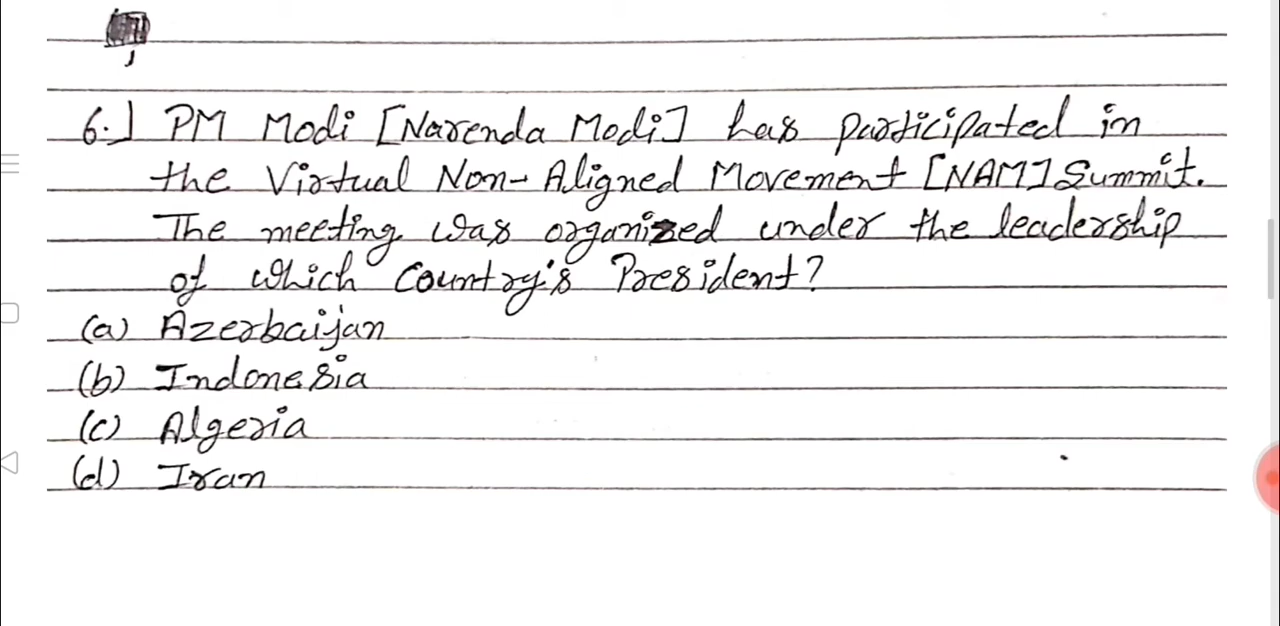 6.] PM Modi [Narenda Modi] has participated in
the Virtual Non-Aligned Movement [NAM] Summit.
The meeting was organized under the leadership
of which Country's President?
(a) Azerbaijan
(b) Indonesia
(c) Algeria
(d) Iran